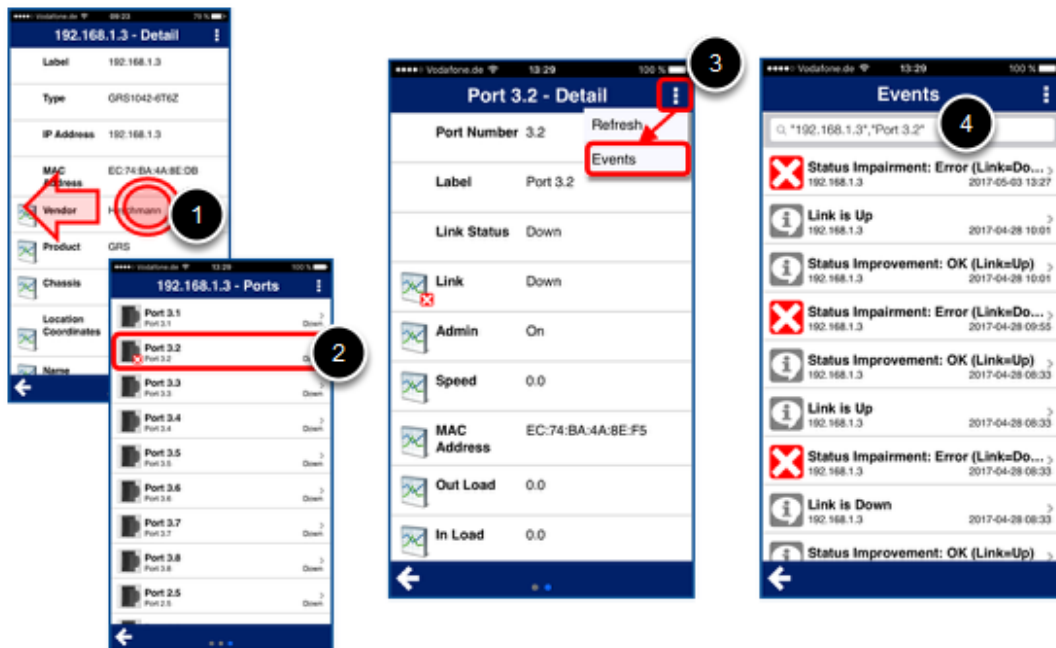 Vodafone.de 09:23 79 %
192.168.1.3 - Detail
Label 192.168.1.3
Type GRS1042-6T6Z
IP Address 192.168.1.3
MAC Address EC:74:BA:4A:8E:DB
Vendor
1
Product GRS
Chassis
Location
Coordinates
Name
Vodafone.de 13:29 100 %
192.168.1.3 - Ports
Port 3.1
Port 3.1 Down
Port 3.2
Port 3.2
2
Port 3.3
Port 3.3 Down
Port 3.4
Port 3.4 Down
Port 3.5
Port 3.5 Down
Port 3.6
Port 3.6 Down
Port 3.7
Port 3.7 Down
Port 3.8
Port 3.8 Down
Port 2.5
Port 2.5 Down
3
Vodafone.de 13:29 100 %
Port 3.2 - Detail
Refresh
Events
Port Number 3.2
Label Port 3.2
Link Status Down
Link Down
Admin On
Speed 0.0
MAC EC:74:BA:4A:8E:F5
Address
Out Load 0.0
In Load 0.0
Vodafone.de 13:29 100 %
Events
"192.168.1.3","Port 3.2"
4
Status Impairment: Error (Link=Do...
192.168.1.3 2017-05-03 13:27
Link is Up
192.168.1.3 2017-04-28 10:01
Status Improvement: OK (Link=Up)
192.168.1.3 2017-04-28 10:01
Status Impairment: Error (Link=Do...
192.168.1.3 2017-04-28 09:55
Status Improvement: OK (Link=Up)
192.168.1.3 2017-04-28 08:33
Link is Up
192.168.1.3 2017-04-28 08:33
Status Impairment: Error (Link=Do...
192.168.1.3 2017-04-28 08:33
Link is Down
192.168.1.3 2017-04-28 08:33
Status Improvement: OK (Link=Up)